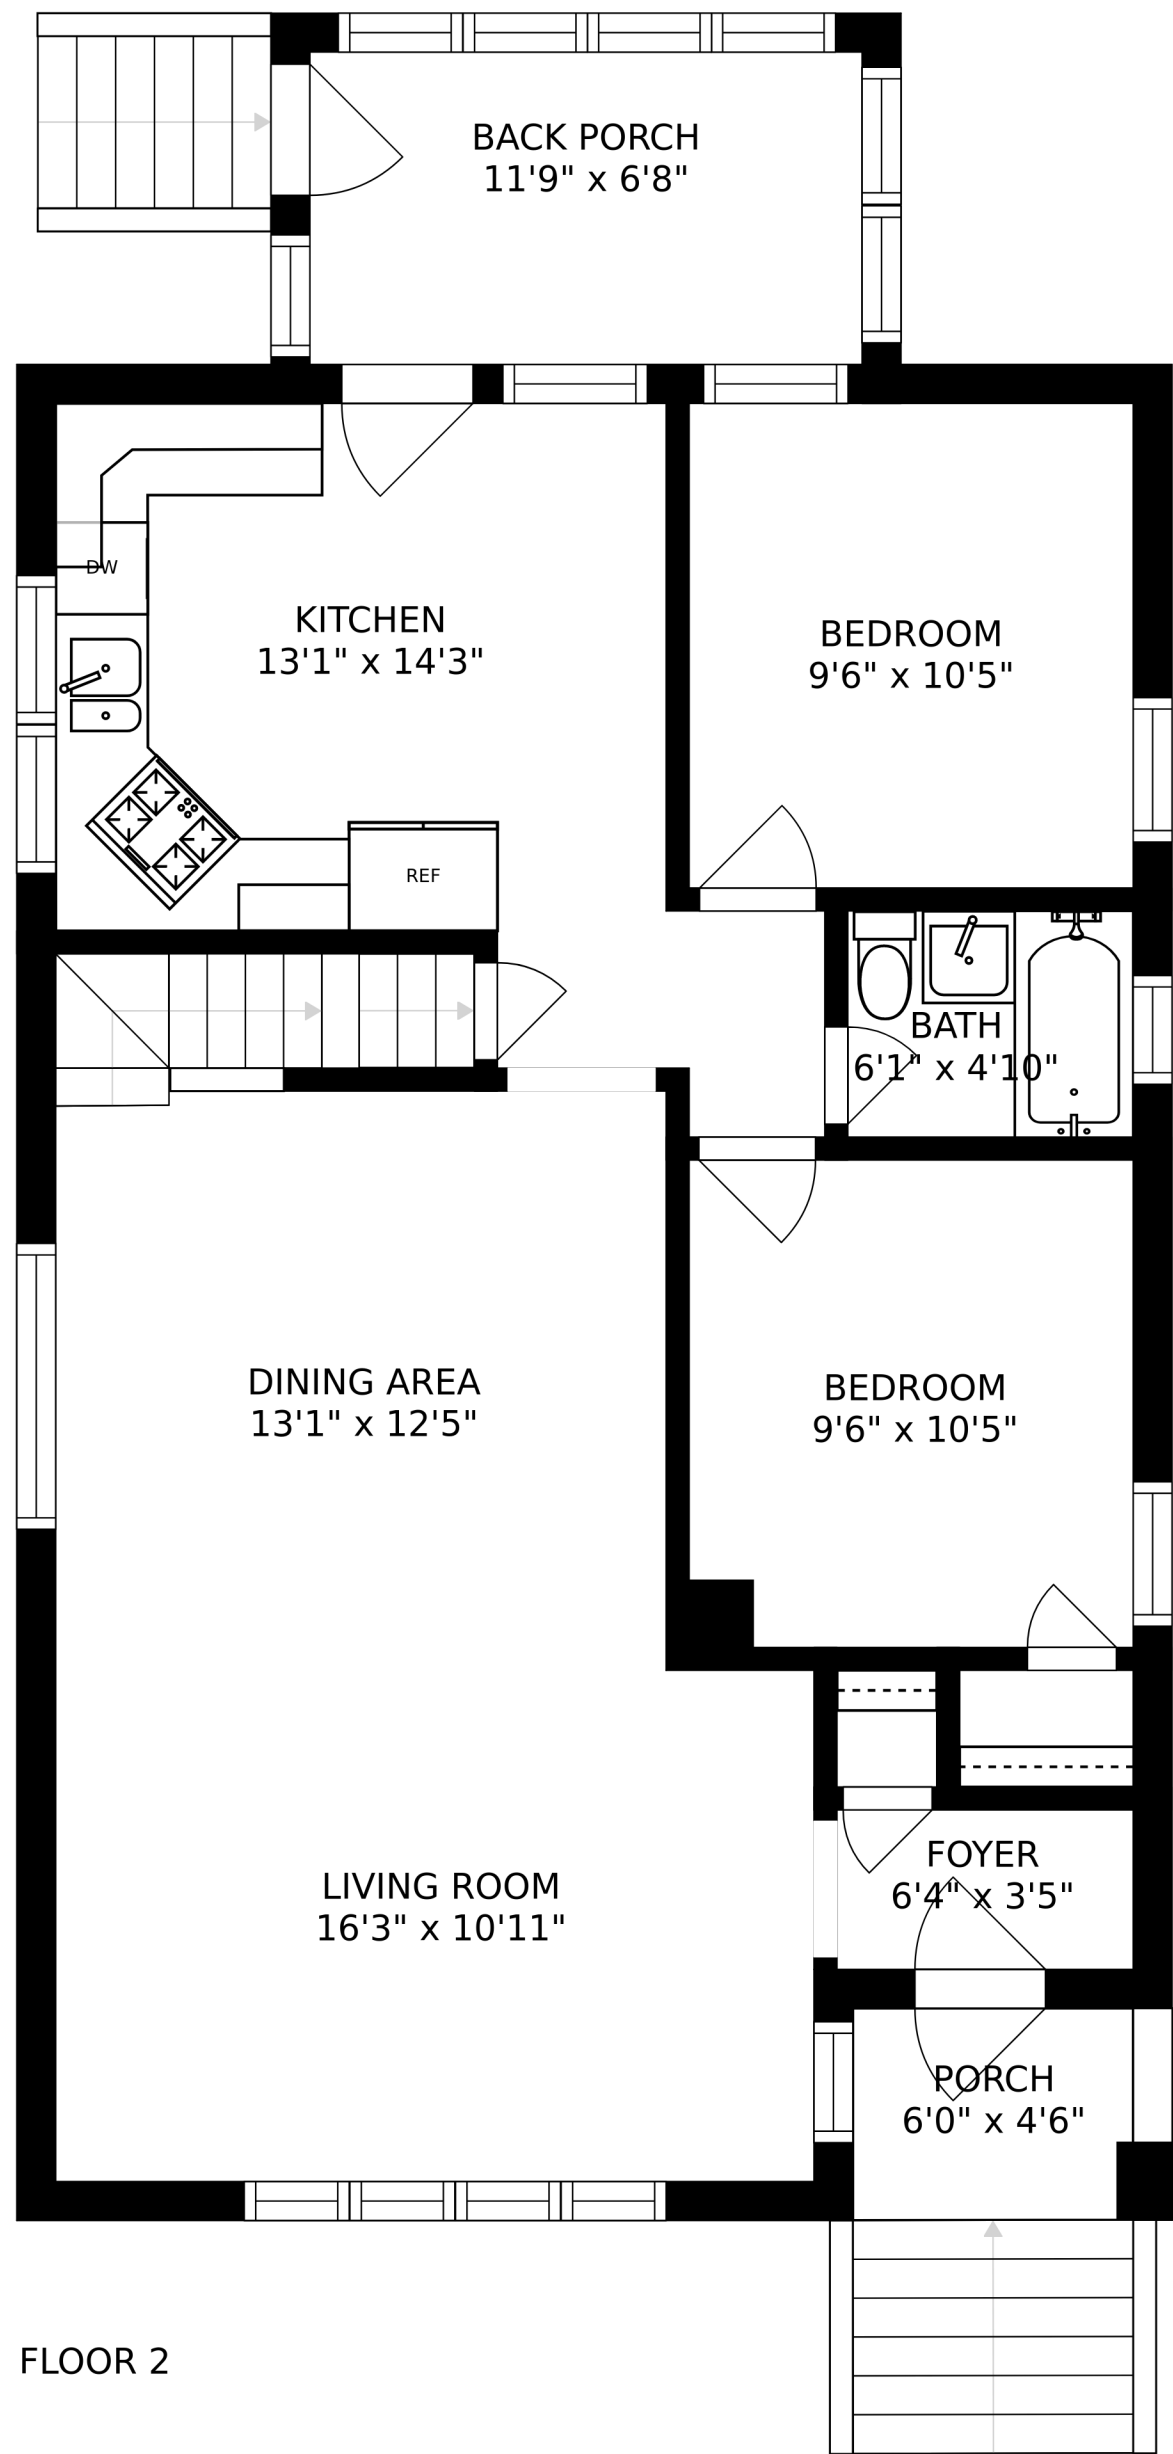 BACK PORCH
11'9" x 6'8"
KITCHEN
13'1" x 14'3"
DW
REF
BEDROOM
9'6" x 10'5"
BATH
6'1" x 4'10"
DINING AREA
13'1" x 12'5"
BEDROOM
9'6" x 10'5"
LIVING ROOM
16'3" x 10'11"
FOYER
6'4" x 3'5"
PORCH
6'0" x 4'6"
FLOOR 2